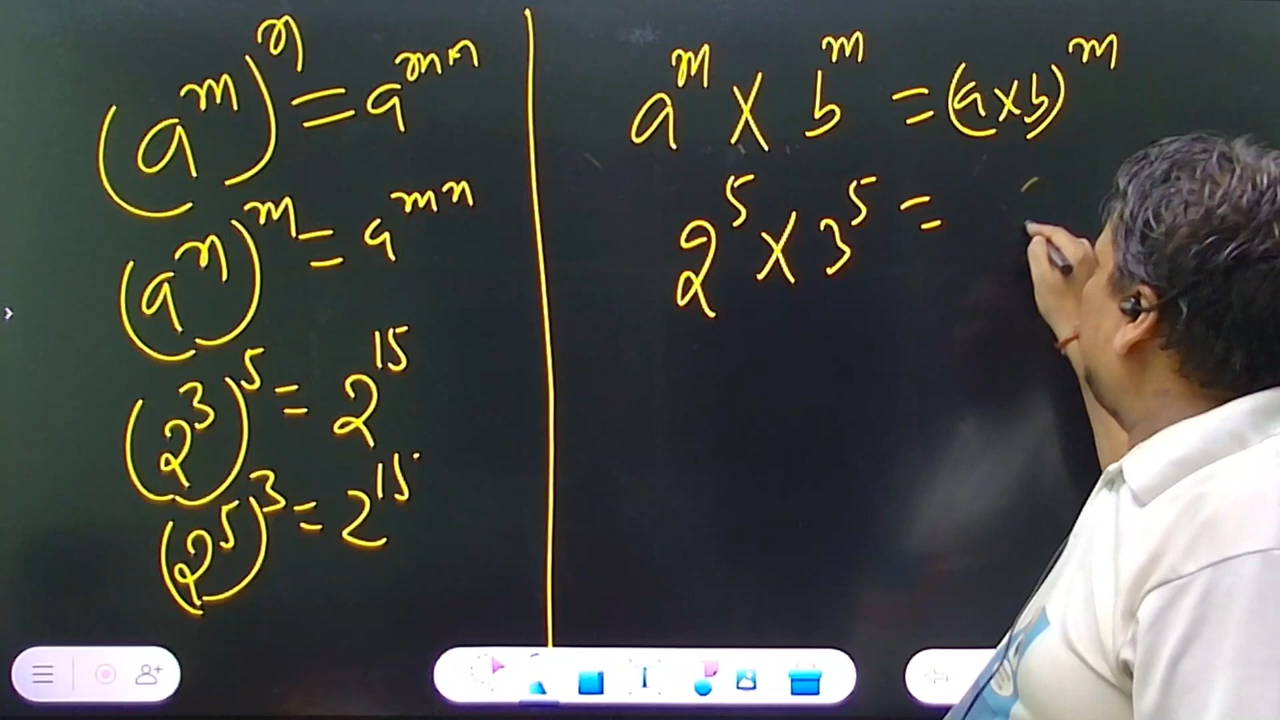 (a^m)^n = a^mn
(a^n)^m = a^mn
(2^3)^5 = 2^15
(2^5)^3 = 2^15
a^m × b^m = (a×b)^m
2^5 × 3^5 =